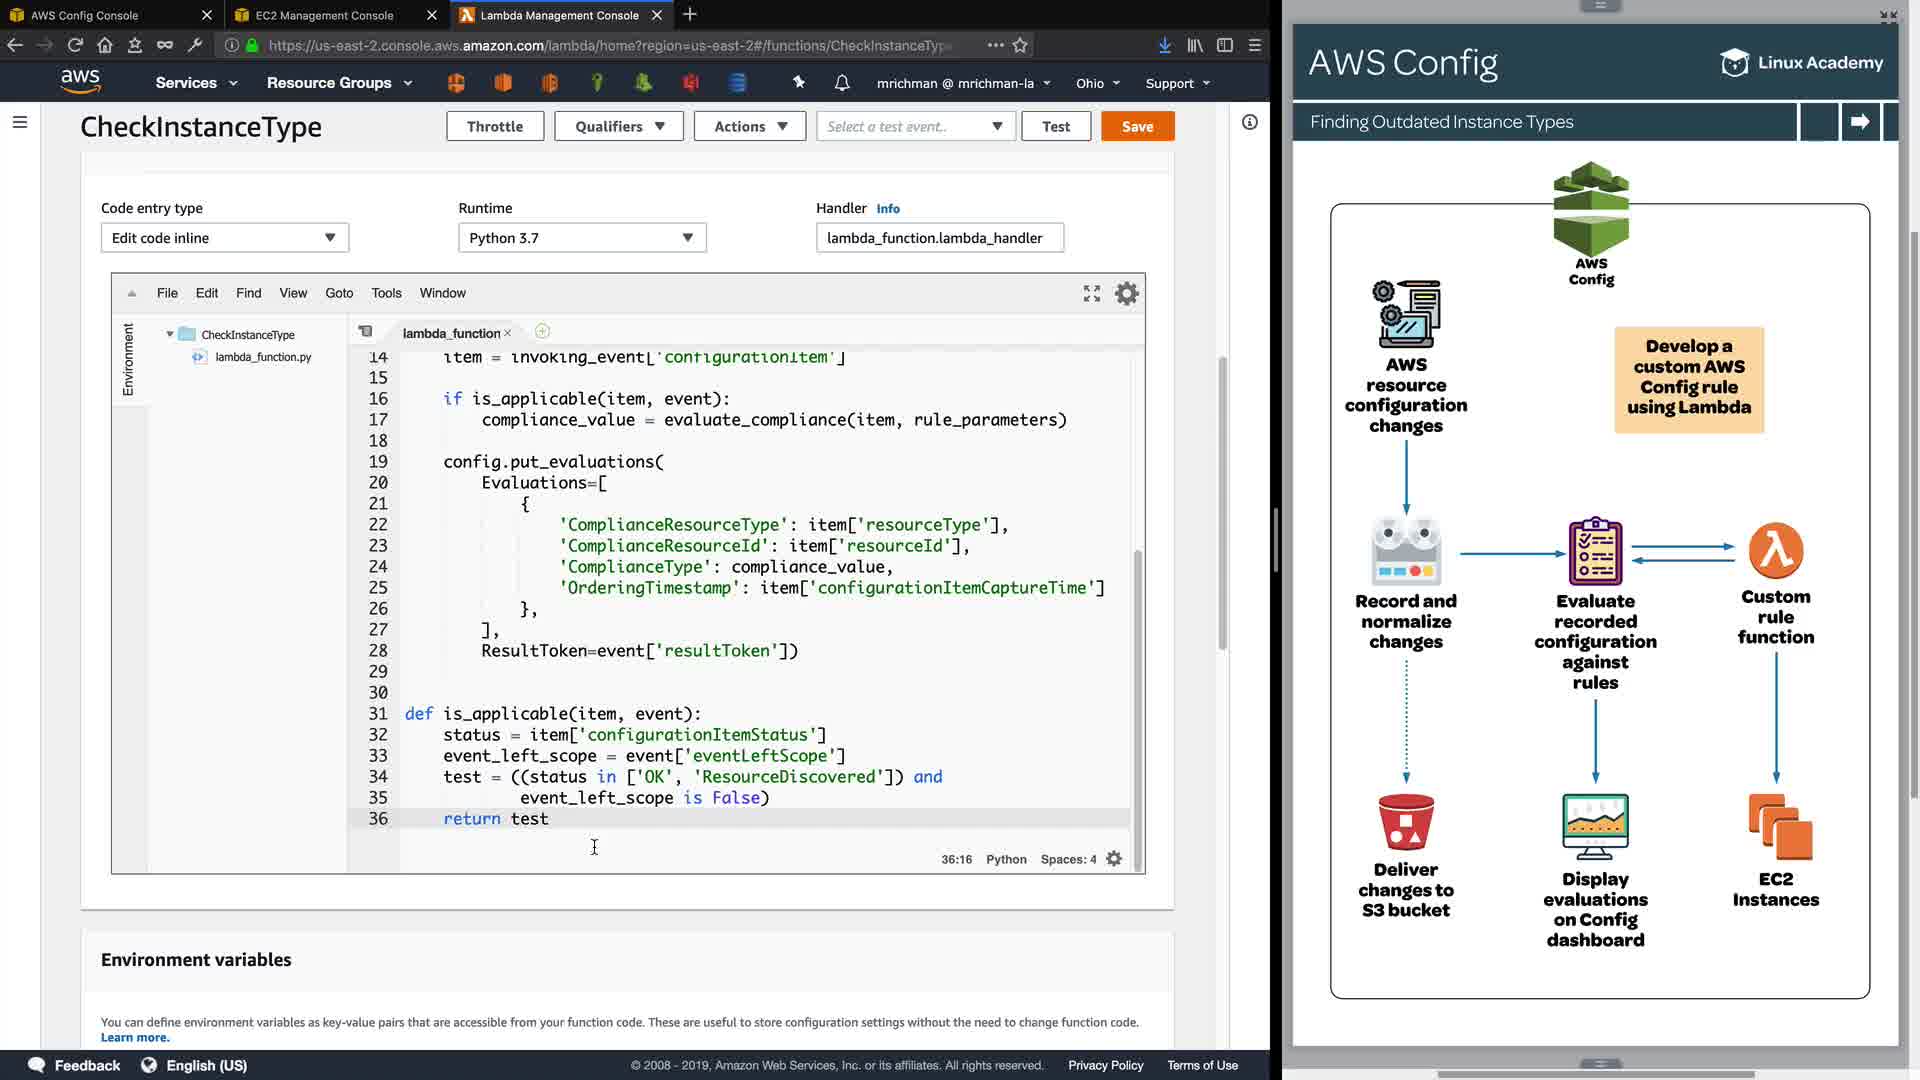 AWS Config Console
EC2 Management Console
Lambda Management Console
https://us-east-2.console.aws.amazon.com/lambda/home?region=us-east-2#/functions/CheckInstanceType
aws
Services
Resource Groups
mrichman @ mrichman-la
Ohio
Support
CheckInstanceType
Throttle
Qualifiers
Actions
Select a test event..
Test
Save
Code entry type
Runtime
Handler Info
Edit code inline
Python 3.7
lambda_function.lambda_handler
File Edit Find View Goto Tools Window
Environment
CheckInstanceType
lambda_function.py
lambda_function
14 item = invoking_event['configurationItem']
15
16 if is_applicable(item, event):
17 compliance_value = evaluate_compliance(item, rule_parameters)
18
19 config.put_evaluations(
20 Evaluations=[
21 {
22 'ComplianceResourceType': item['resourceType'],
23 'ComplianceResourceId': item['resourceId'],
24 'ComplianceType': compliance_value,
25 'OrderingTimestamp': item['configurationItemCaptureTime']
26 },
27 ],
28 ResultToken=event['resultToken'])
29
30
31 def is_applicable(item, event):
32 status = item['configurationItemStatus']
33 event_left_scope = event['eventLeftScope']
34 test = ((status in ['OK', 'ResourceDiscovered']) and
35 event_left_scope is False)
36 return test
36:16 Python Spaces: 4
Environment variables
You can define environment variables as key-value pairs that are accessible from your function code. These are useful to store configuration settings without the need to change function code.
Learn more.
Feedback
English (US)
© 2008 - 2019, Amazon Web Services, Inc. or its affiliates. All rights reserved.
Privacy Policy
Terms of Use
AWS Config
Linux Academy
Finding Outdated Instance Types
AWS
Config
AWS
resource
configuration
changes
Develop a
custom AWS
Config rule
using Lambda
Record and
normalize
changes
Evaluate
recorded
configuration
against
rules
Custom
rule
function
Deliver
changes to
S3 bucket
Display
evaluations
on Config
dashboard
EC2
Instances